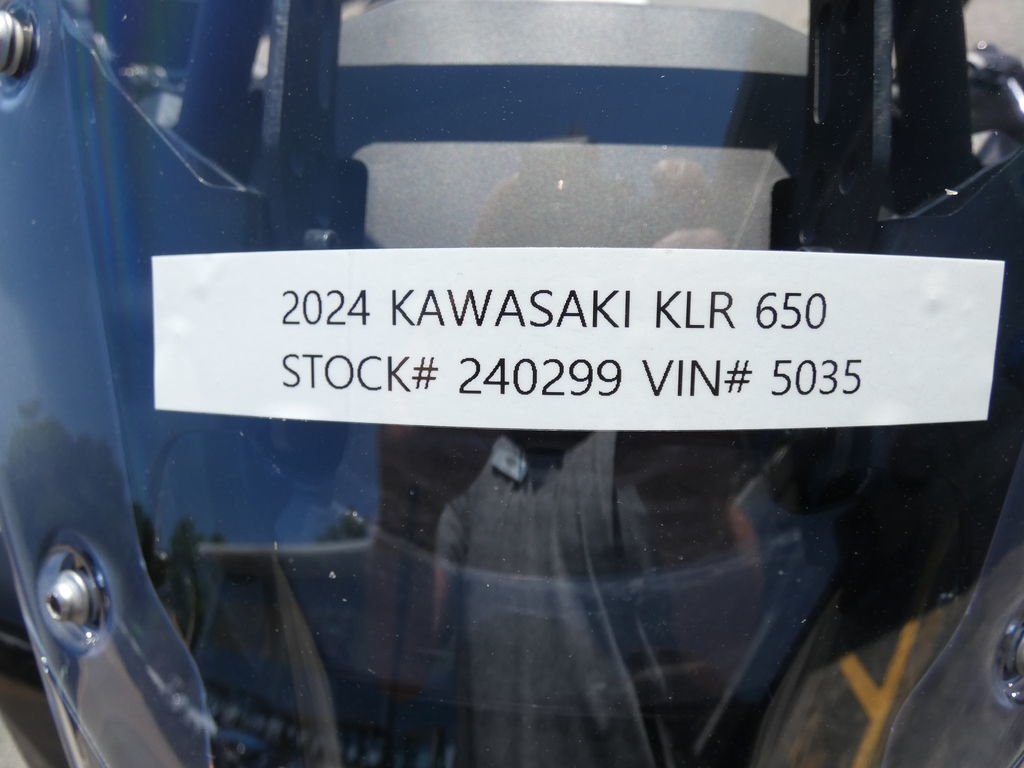 2024 KAWASAKI KLR 650
STOCK# 240299 VIN# 5035